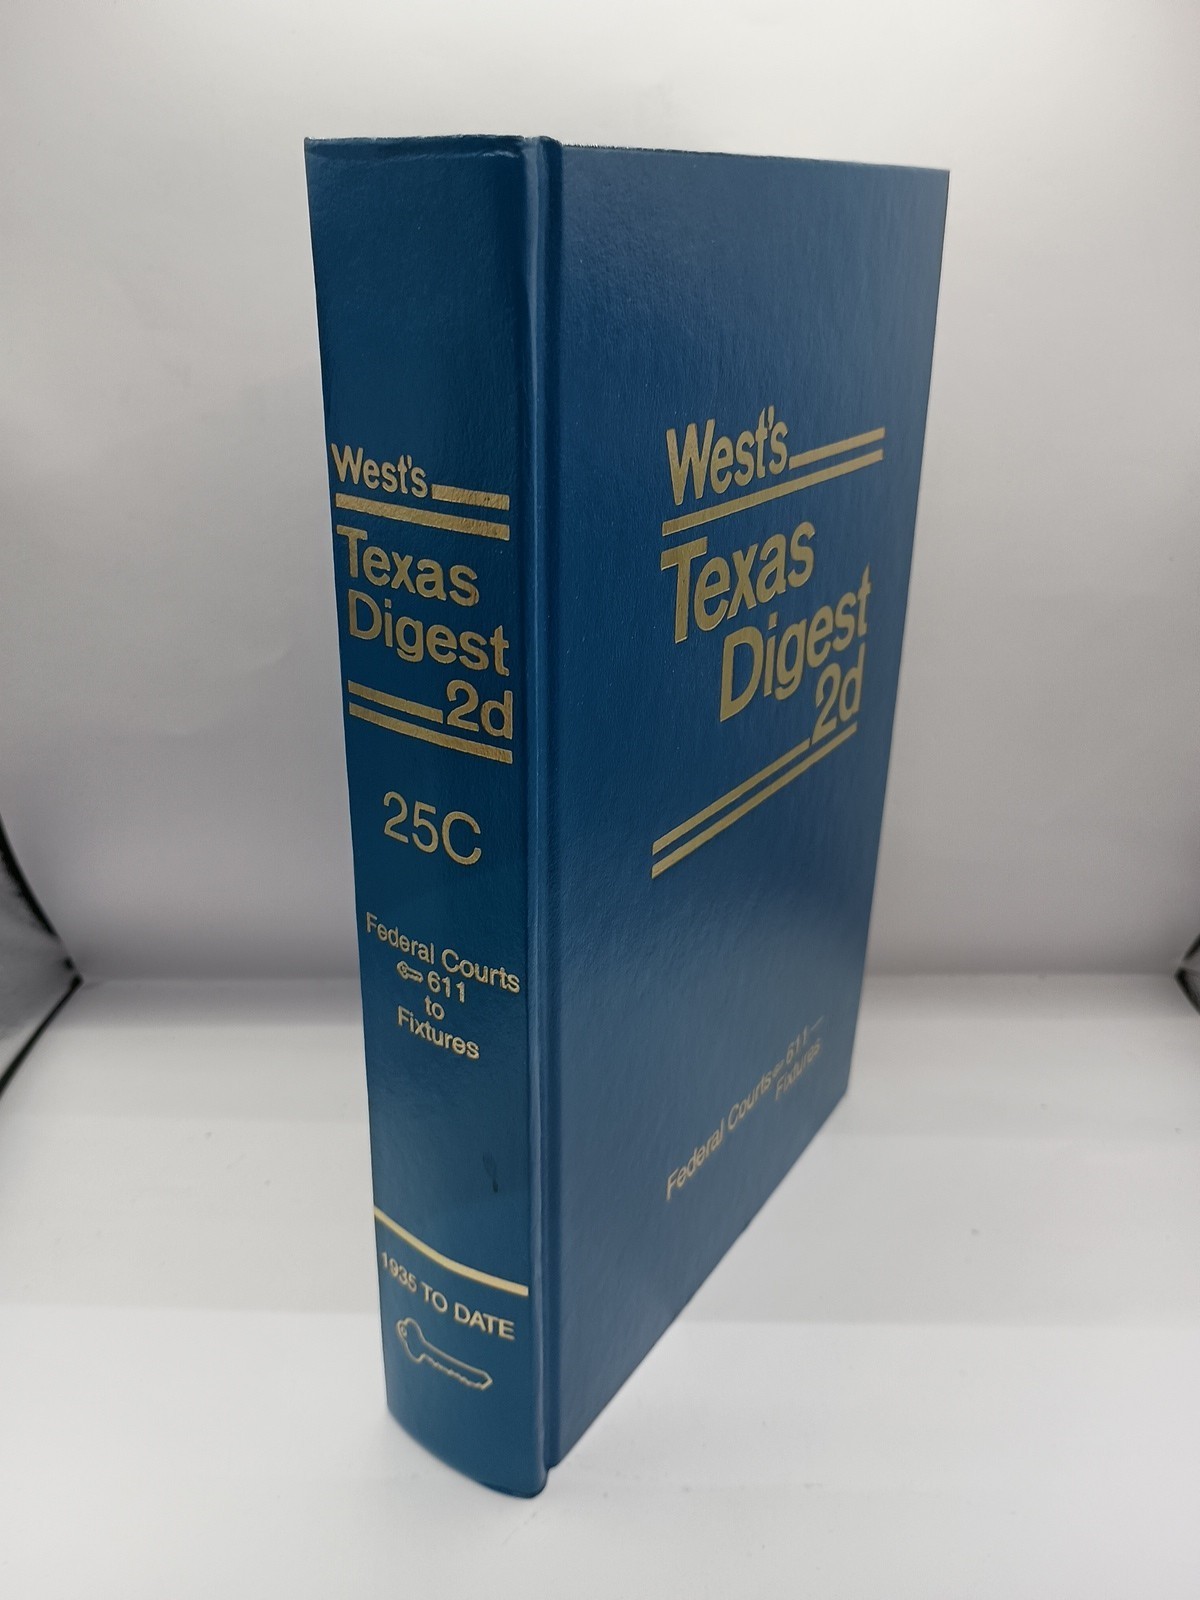 West's
Texas
Digest
2d
25C
Federal Courts
611
to
Fixtures
1935 TO DATE
West's
Texas
Digest
2d
Federal Courts 611—
Fixtures